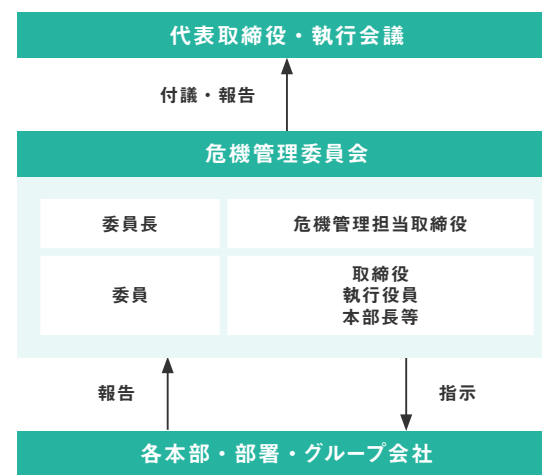 代表取締役・執行会議
付議・報告
危機管理委員会
委員長
危機管理担当取締役
委員
取締役
執行役員
本部長等
報告
指示
各本部・部署・グループ会社